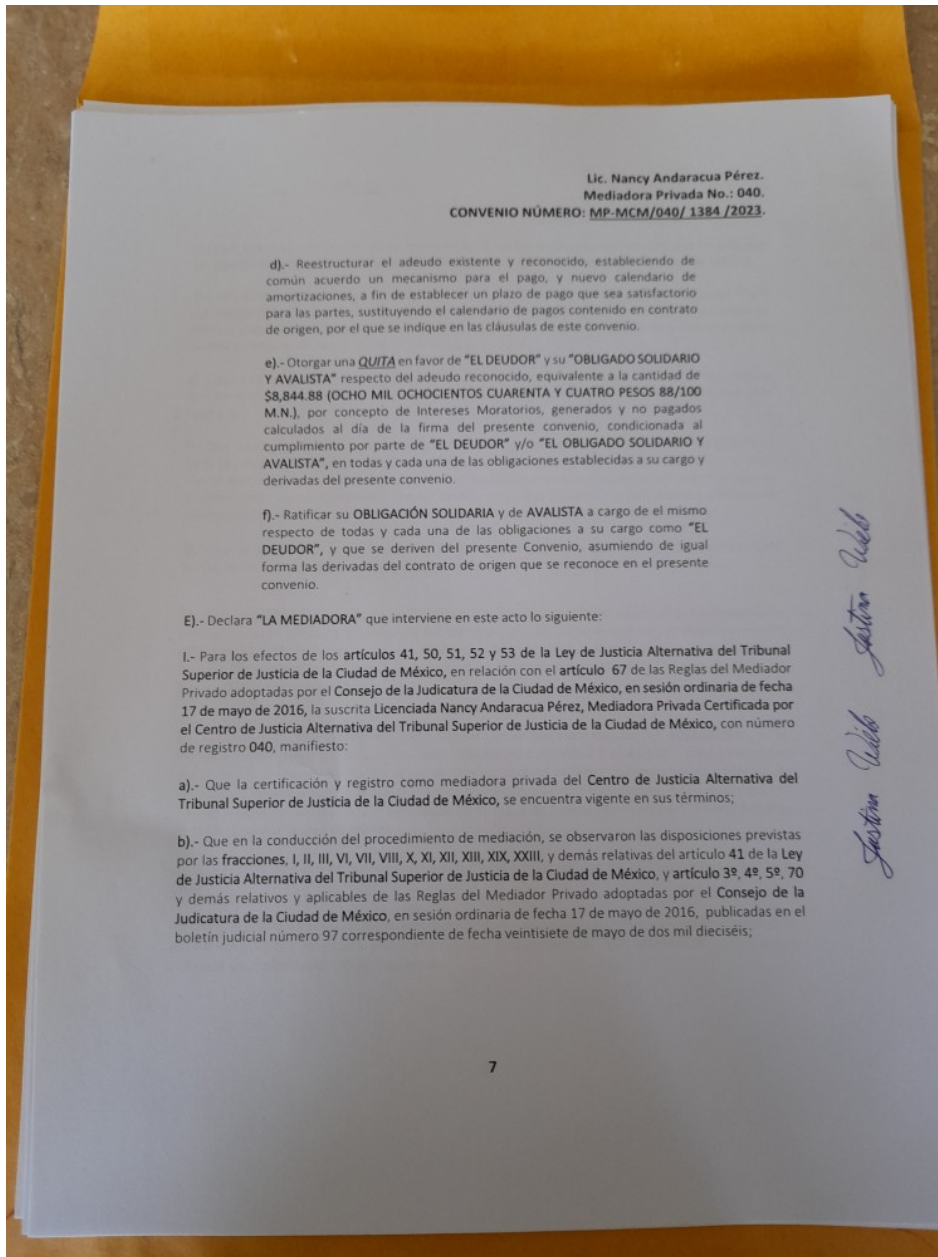 Lic. Nancy Andaracua Pérez.
Mediadora Privada No.: 040.
CONVENIO NÚMERO: MP-MCM/040/ 1384 /2023.
d).- Reestructurar el adeudo existente y reconocido, estableciendo de
común acuerdo un mecanismo para el pago, y nuevo calendario de
amortizaciones, a fin de establecer un plazo de pago que sea satisfactorio
para las partes, sustituyendo el calendario de pagos contenido en contrato
de origen, por el que se indique en las cláusulas de este convenio.
e).- Otorgar una QUITA en favor de "EL DEUDOR" y su "OBLIGADO SOLIDARIO
Y AVALISTA" respecto del adeudo reconocido, equivalente a la cantidad de
$8,844.88 (OCHO MIL OCHOCIENTOS CUARENTA Y CUATRO PESOS 88/100
M.N.), por concepto de Intereses Moratorios, generados y no pagados
calculados al día de la firma del presente convenio, condicionada al
cumplimiento por parte de "EL DEUDOR" y/o "EL OBLIGADO SOLIDARIO Y
AVALISTA", en todas y cada una de las obligaciones establecidas a su cargo y
derivadas del presente convenio.
f).- Ratificar su OBLIGACIÓN SOLIDARIA y de AVALISTA a cargo de el mismo
respecto de todas y cada una de las obligaciones a su cargo como "EL
DEUDOR", y que se deriven del presente Convenio, asumiendo de igual
forma las derivadas del contrato de origen que se reconoce en el presente
convenio.
E).- Declara "LA MEDIADORA" que interviene en este acto lo siguiente:
I.- Para los efectos de los artículos 41, 50, 51, 52 y 53 de la Ley de Justicia Alternativa del Tribunal
Superior de Justicia de la Ciudad de México, en relación con el artículo 67 de las Reglas del Mediador
Privado adoptadas por el Consejo de la Judicatura de la Ciudad de México, en sesión ordinaria de fecha
17 de mayo de 2016, la suscrita Licenciada Nancy Andaracua Pérez, Mediadora Privada Certificada por
el Centro de Justicia Alternativa del Tribunal Superior de Justicia de la Ciudad de México, con número
de registro 040, manifiesto:
a).- Que la certificación y registro como mediadora privada del Centro de Justicia Alternativa del
Tribunal Superior de Justicia de la Ciudad de México, se encuentra vigente en sus términos;
b).- Que en la conducción del procedimiento de mediación, se observaron las disposiciones previstas
por las fracciones, I, II, III, VI, VII, VIII, X, XI, XII, XIII, XIX, XXIII, y demás relativas del artículo 41 de la Ley
de Justicia Alternativa del Tribunal Superior de Justicia de la Ciudad de México, y artículo 3º, 4º, 5º, 70
y demás relativos y aplicables de las Reglas del Mediador Privado adoptadas por el Consejo de la
Judicatura de la Ciudad de México, en sesión ordinaria de fecha 17 de mayo de 2016, publicadas en el
boletín judicial número 97 correspondiente de fecha veintisiete de mayo de dos mil dieciséis;
7